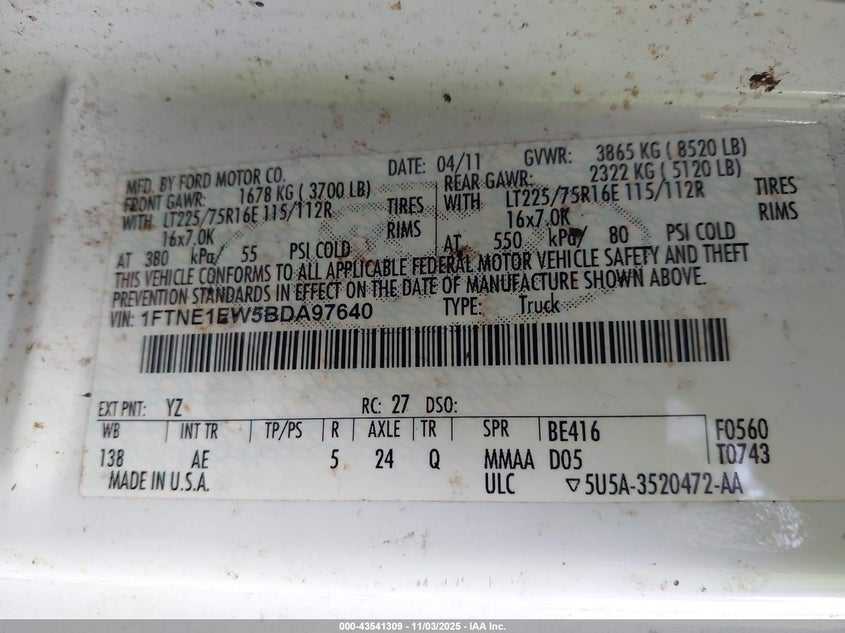 MFD. BY FORD MOTOR CO. DATE: 04/11 GVWR: 3865 KG ( 8520 LB)
FRONT GAWR: 1678 KG ( 3700 LB) REAR GAWR: 2322 KG ( 5120 LB)
WITH LT225/75R16E 115/112R TIRES WITH LT225/75R16E 115/112R TIRES
16x7.0K RIMS 16x7.0K RIMS
AT 380 kPa/ 55 PSI COLD AT 550 kPa/ 80 PSI COLD
THIS VEHICLE CONFORMS TO ALL APPLICABLE FEDERAL MOTOR VEHICLE SAFETY AND THEFT
PREVENTION STANDARDS IN EFFECT ON THE DATE OF MANUFACTURE SHOWN ABOVE.
VIN: 1FTNE1EW5BDA97640 TYPE: Truck
EXT PNT: YZ RC: 27 DSO:
WB INT TR TP/PS R AXLE TR SPR BE416 F0560
138 AE 5 24 Q MMAA D05 T0743
MADE IN U.S.A. ULC ▽5U5A-3520472-AA
000-43541309 - 11/03/2025 - IAA Inc.